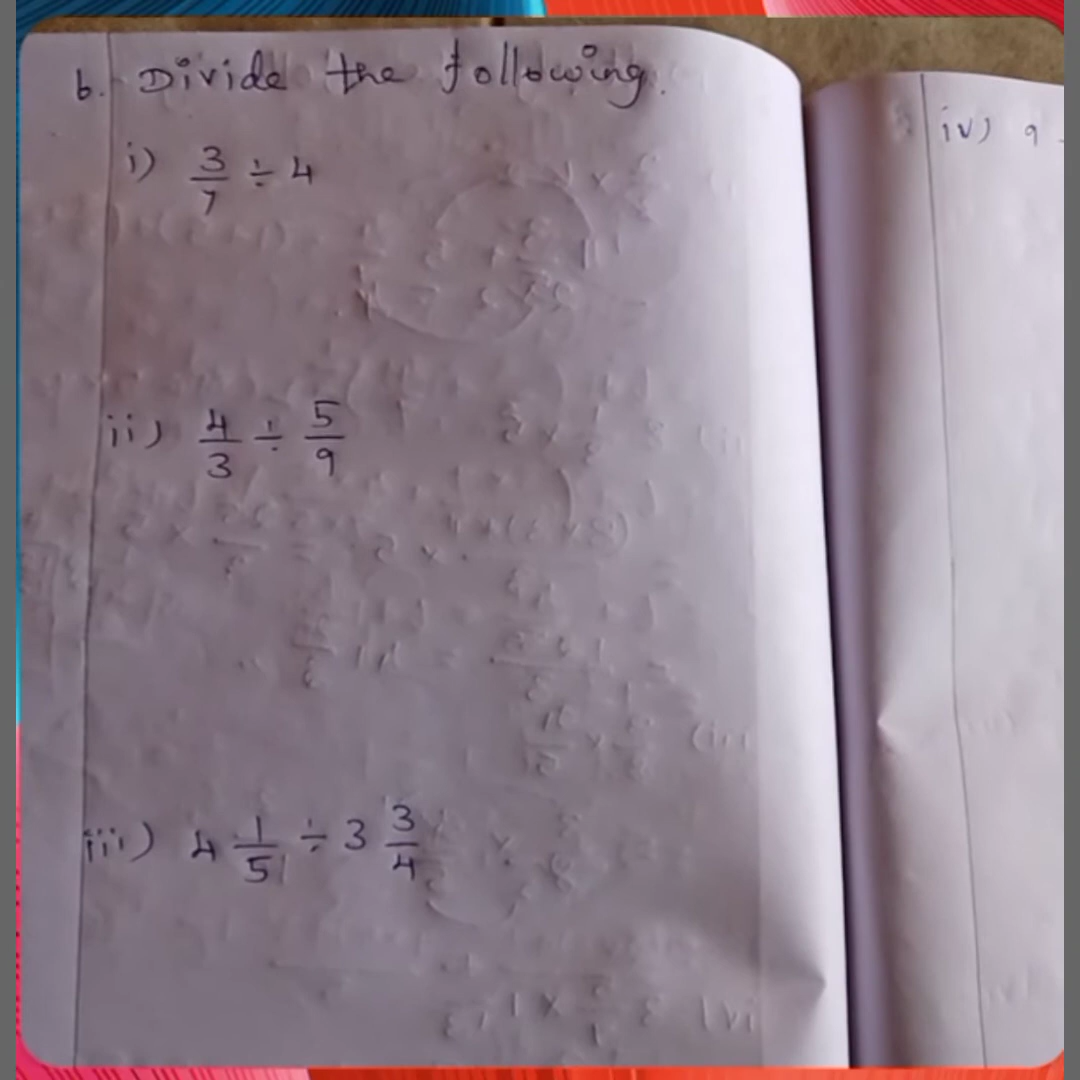 6. Divide the following.
i) 3/7 ÷ 4
ii) 4/3 ÷ 5/9
iii) 4 1/5 ÷ 3 3/4
iv) 9